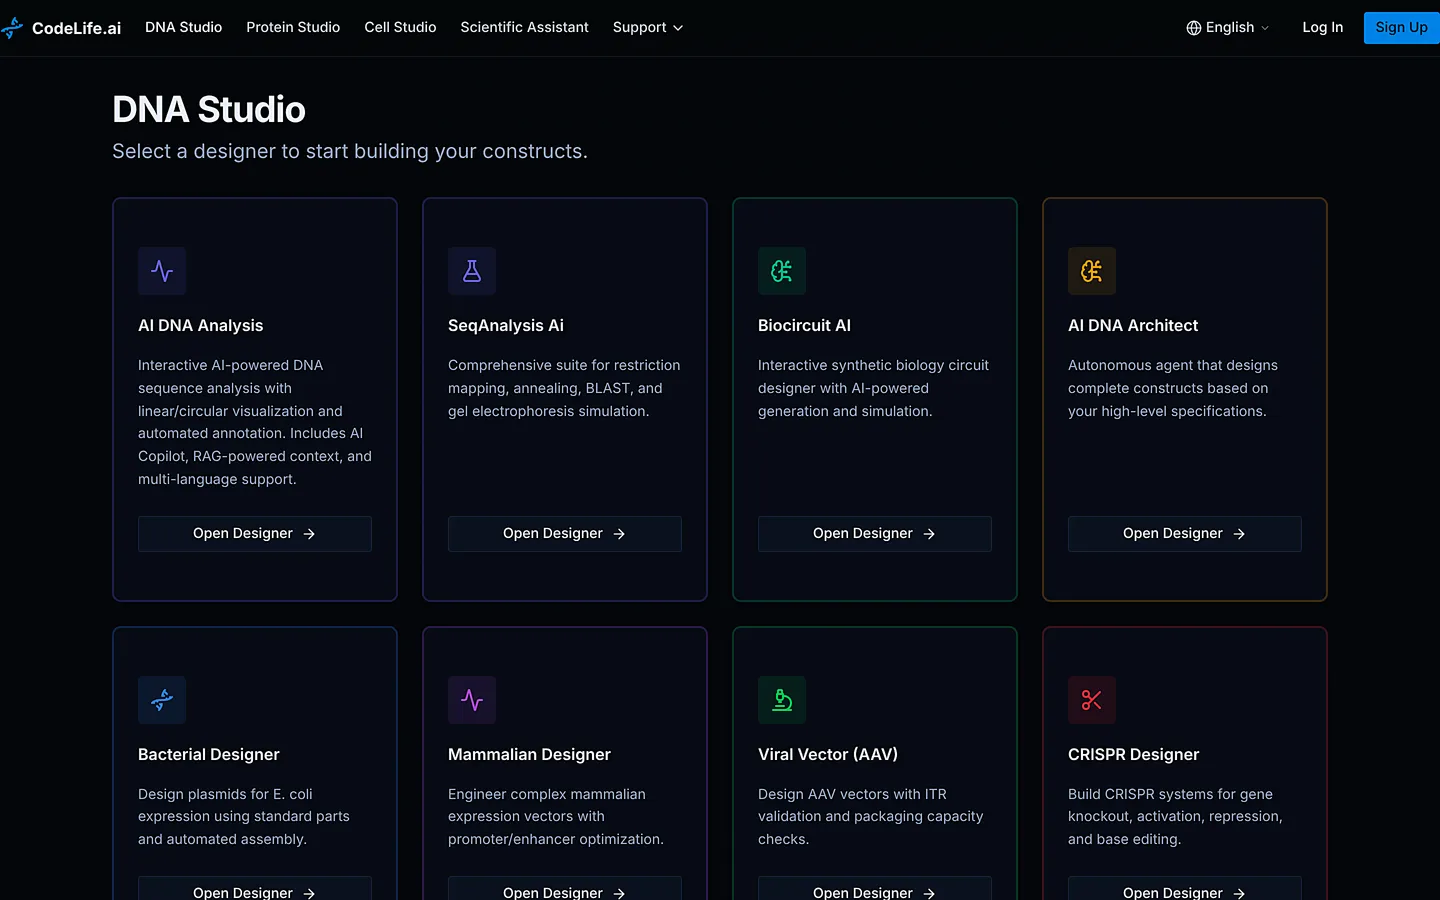 CodeLife.ai DNA Studio Protein Studio Cell Studio Scientific Assistant Support English Log In Sign Up
DNA Studio
Select a designer to start building your constructs.
AI DNA Analysis
Interactive AI-powered DNA
sequence analysis with
linear/circular visualization and
automated annotation. Includes AI
Copilot, RAG-powered context, and
multi-language support.
Open Designer →
SeqAnalysis Ai
Comprehensive suite for restriction
mapping, annealing, BLAST, and
gel electrophoresis simulation.
Open Designer →
Biocircuit AI
Interactive synthetic biology circuit
designer with AI-powered
generation and simulation.
Open Designer →
AI DNA Architect
Autonomous agent that designs
complete constructs based on
your high-level specifications.
Open Designer →
Bacterial Designer
Design plasmids for E. coli
expression using standard parts
and automated assembly.
Open Designer →
Mammalian Designer
Engineer complex mammalian
expression vectors with
promoter/enhancer optimization.
Open Designer →
Viral Vector (AAV)
Design AAV vectors with ITR
validation and packaging capacity
checks.
Open Designer →
CRISPR Designer
Build CRISPR systems for gene
knockout, activation, repression,
and base editing.
Open Designer →